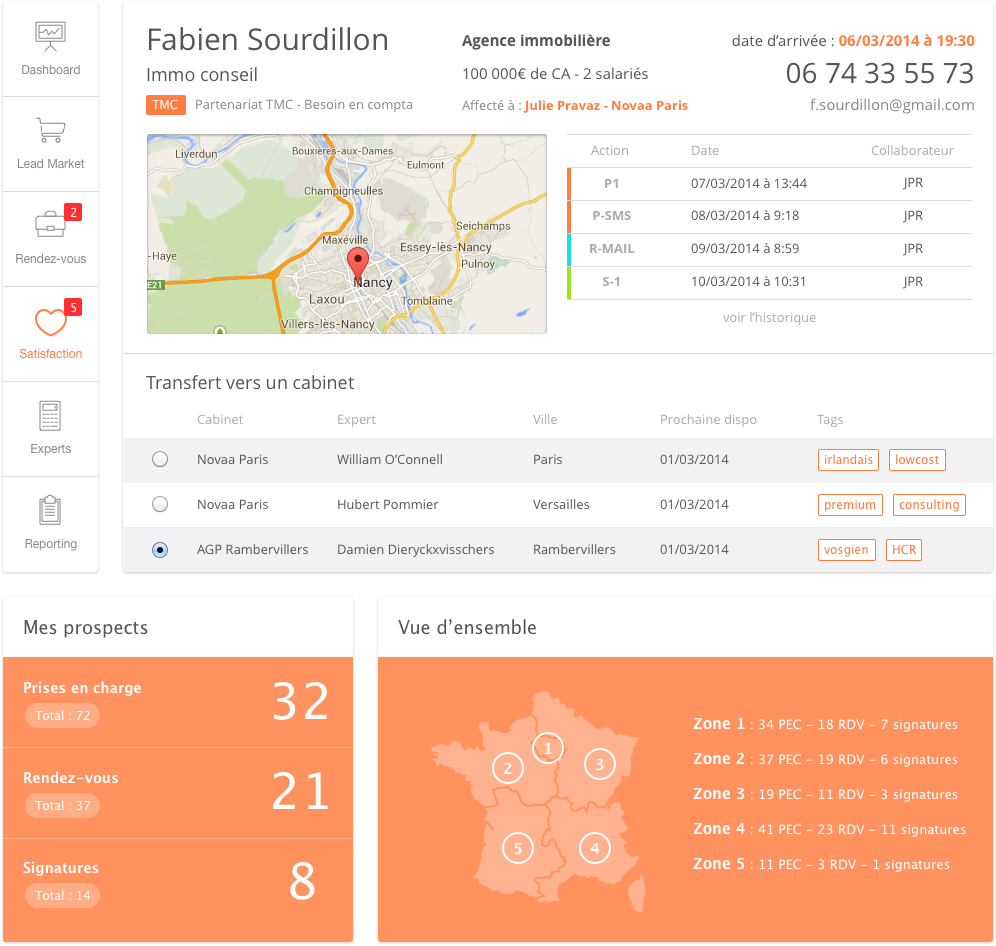 Dashboard
Lead Market
2
Rendez-vous
5
Satisfaction
Experts
Reporting
Fabien Sourdillon
Immo conseil
TMC Partenariat TMC - Besoin en compta
Agence immobilière
100 000€ de CA - 2 salariés
Affecté à : Julie Pravaz - Novaa Paris
date d’arrivée : 06/03/2014 à 19:30
06 74 33 55 73
f.sourdillon@gmail.com
Liverdun
Bouxières-aux-Dames
Eulmont
Champigneulles
Seichamps
Maxéville
Essey-lès-Nancy
-Haye
Pulnoy
E21
Nancy
Laxou
Tomblaine
Villers-lès-Nancy
Action Date Collaborateur
P1 07/03/2014 à 13:44 JPR
P-SMS 08/03/2014 à 9:18 JPR
R-MAIL 09/03/2014 à 8:59 JPR
S-1 10/03/2014 à 10:31 JPR
voir l’historique
Transfert vers un cabinet
Cabinet Expert Ville Prochaine dispo Tags
Novaa Paris William O’Connell Paris 01/03/2014 irlandais lowcost
Novaa Paris Hubert Pommier Versailles 01/03/2014 premium consulting
AGP Rambervillers Damien Dieryckxvisschers Rambervillers 01/03/2014 vosgien HCR
Mes prospects
Prises en charge 32
Total : 72
Rendez-vous 21
Total : 37
Signatures 8
Total : 14
Vue d’ensemble
1
2
3
5
4
Zone 1 : 34 PEC – 18 RDV – 7 signatures
Zone 2 : 37 PEC – 19 RDV – 6 signatures
Zone 3 : 19 PEC – 11 RDV – 3 signatures
Zone 4 : 41 PEC – 23 RDV – 11 signatures
Zone 5 : 11 PEC – 3 RDV – 1 signatures